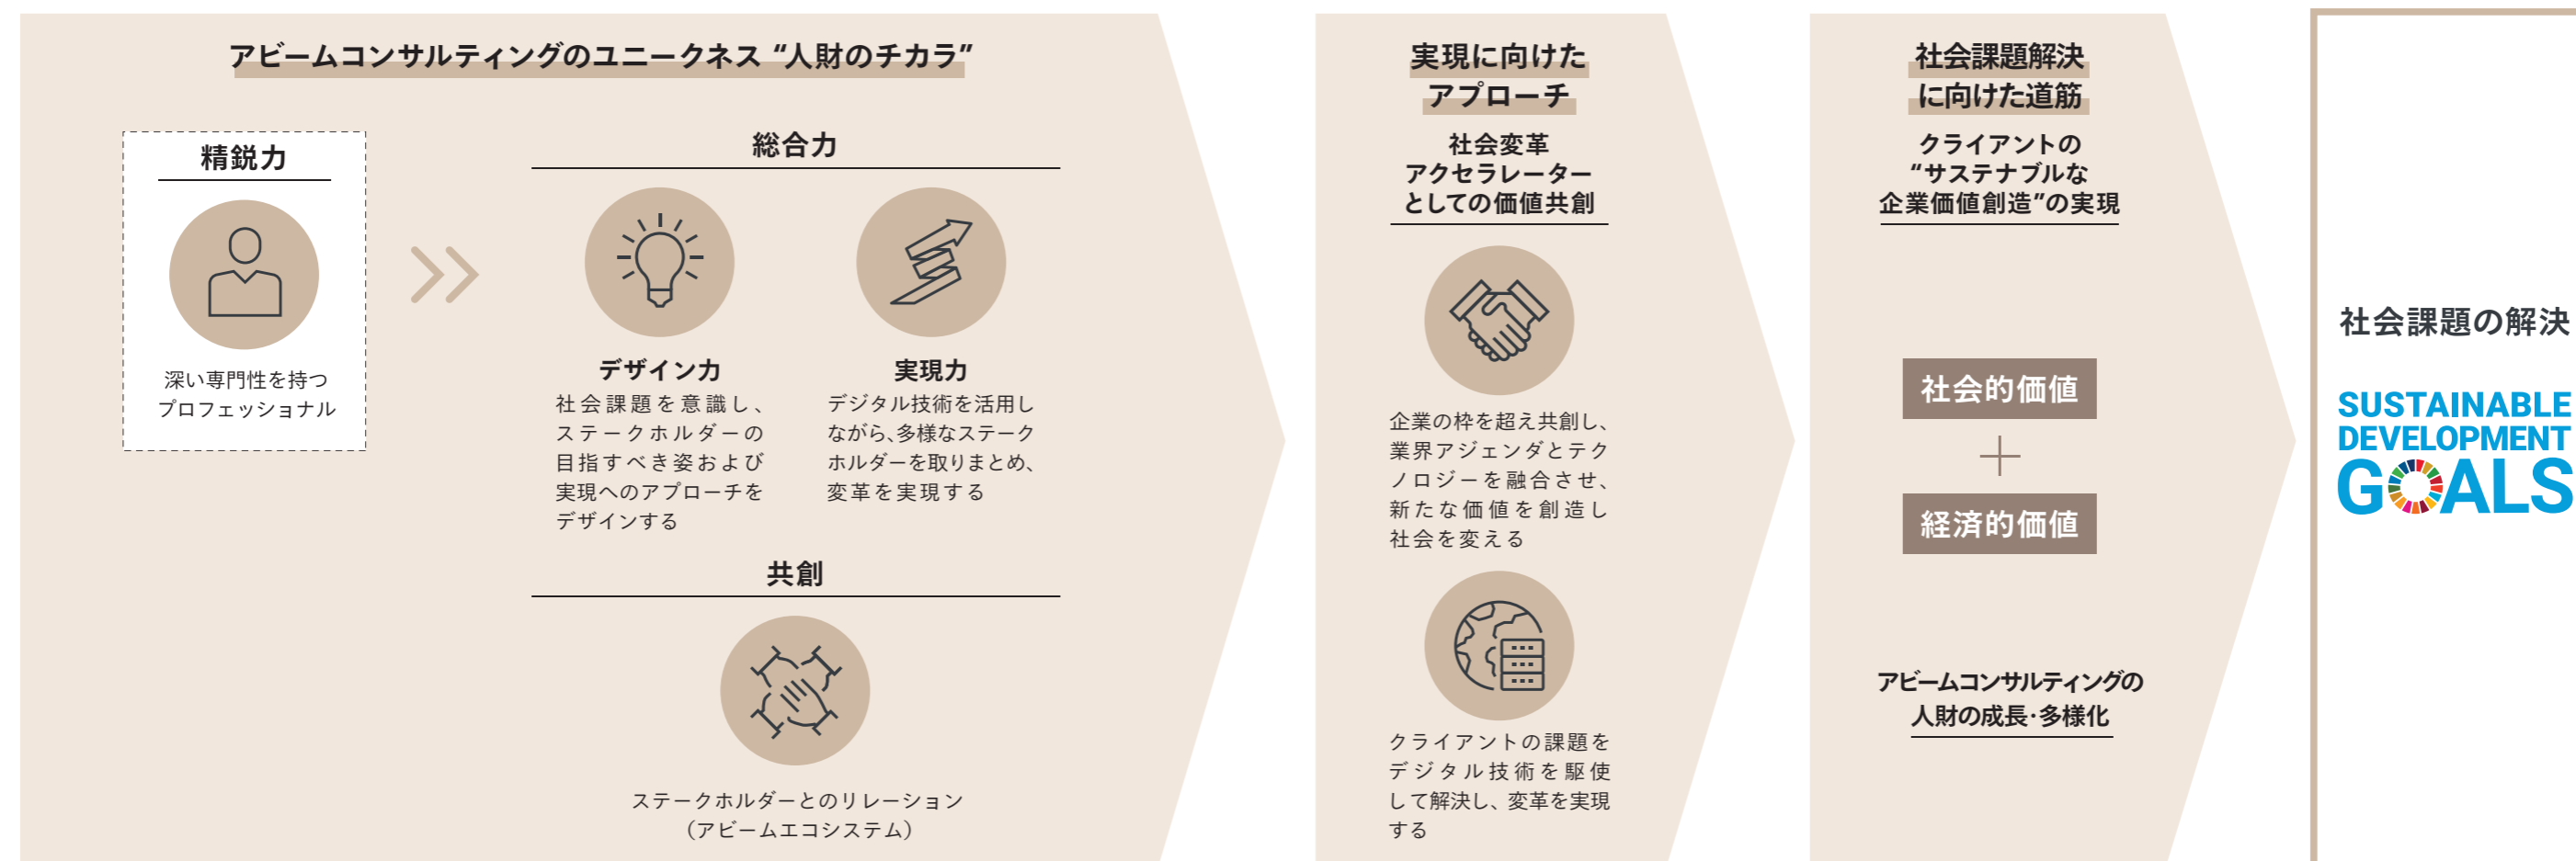 アビームコンサルティングのユニークネス “人財のチカラ”
精鋭力
深い専門性を持つ
プロフェッショナル
総合力
デザイン力
社会課題を意識し、
ステークホルダーの
目指すべき姿および
実現へのアプローチを
デザインする
実現力
デジタル技術を活用し
ながら、多様なステーク
ホルダーを取りまとめ、
変革を実現する
共創
ステークホルダーとのリレーション
（アビームエコシステム）
実現に向けた
アプローチ
社会変革
アクセラレーター
としての価値共創
企業の枠を超え共創し、
業界アジェンダとテク
ノロジーを融合させ、
新たな価値を創造し
社会を変える
クライアントの課題を
デジタル技術を駆使
して解決し、変革を実現
する
社会課題解決
に向けた道筋
クライアントの
“サステナブルな
企業価値創造”の実現
社会的価値
＋
経済的価値
アビームコンサルティングの
人財の成長・多様化
社会課題の解決
SUSTAINABLE
DEVELOPMENT
GOALS